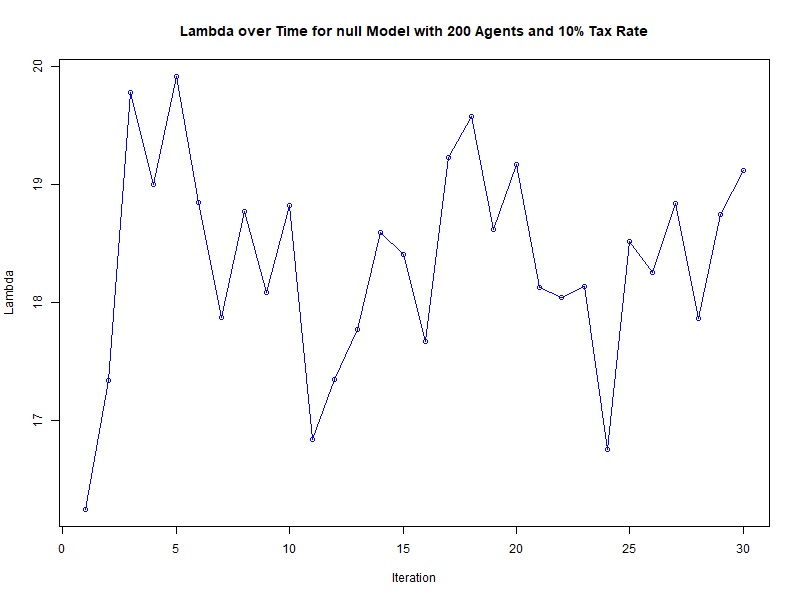 Lambda over Time for null Model with 200 Agents and 10% Tax Rate
20
19
18
17
Lambda
0 5 10 15 20 25 30
Iteration